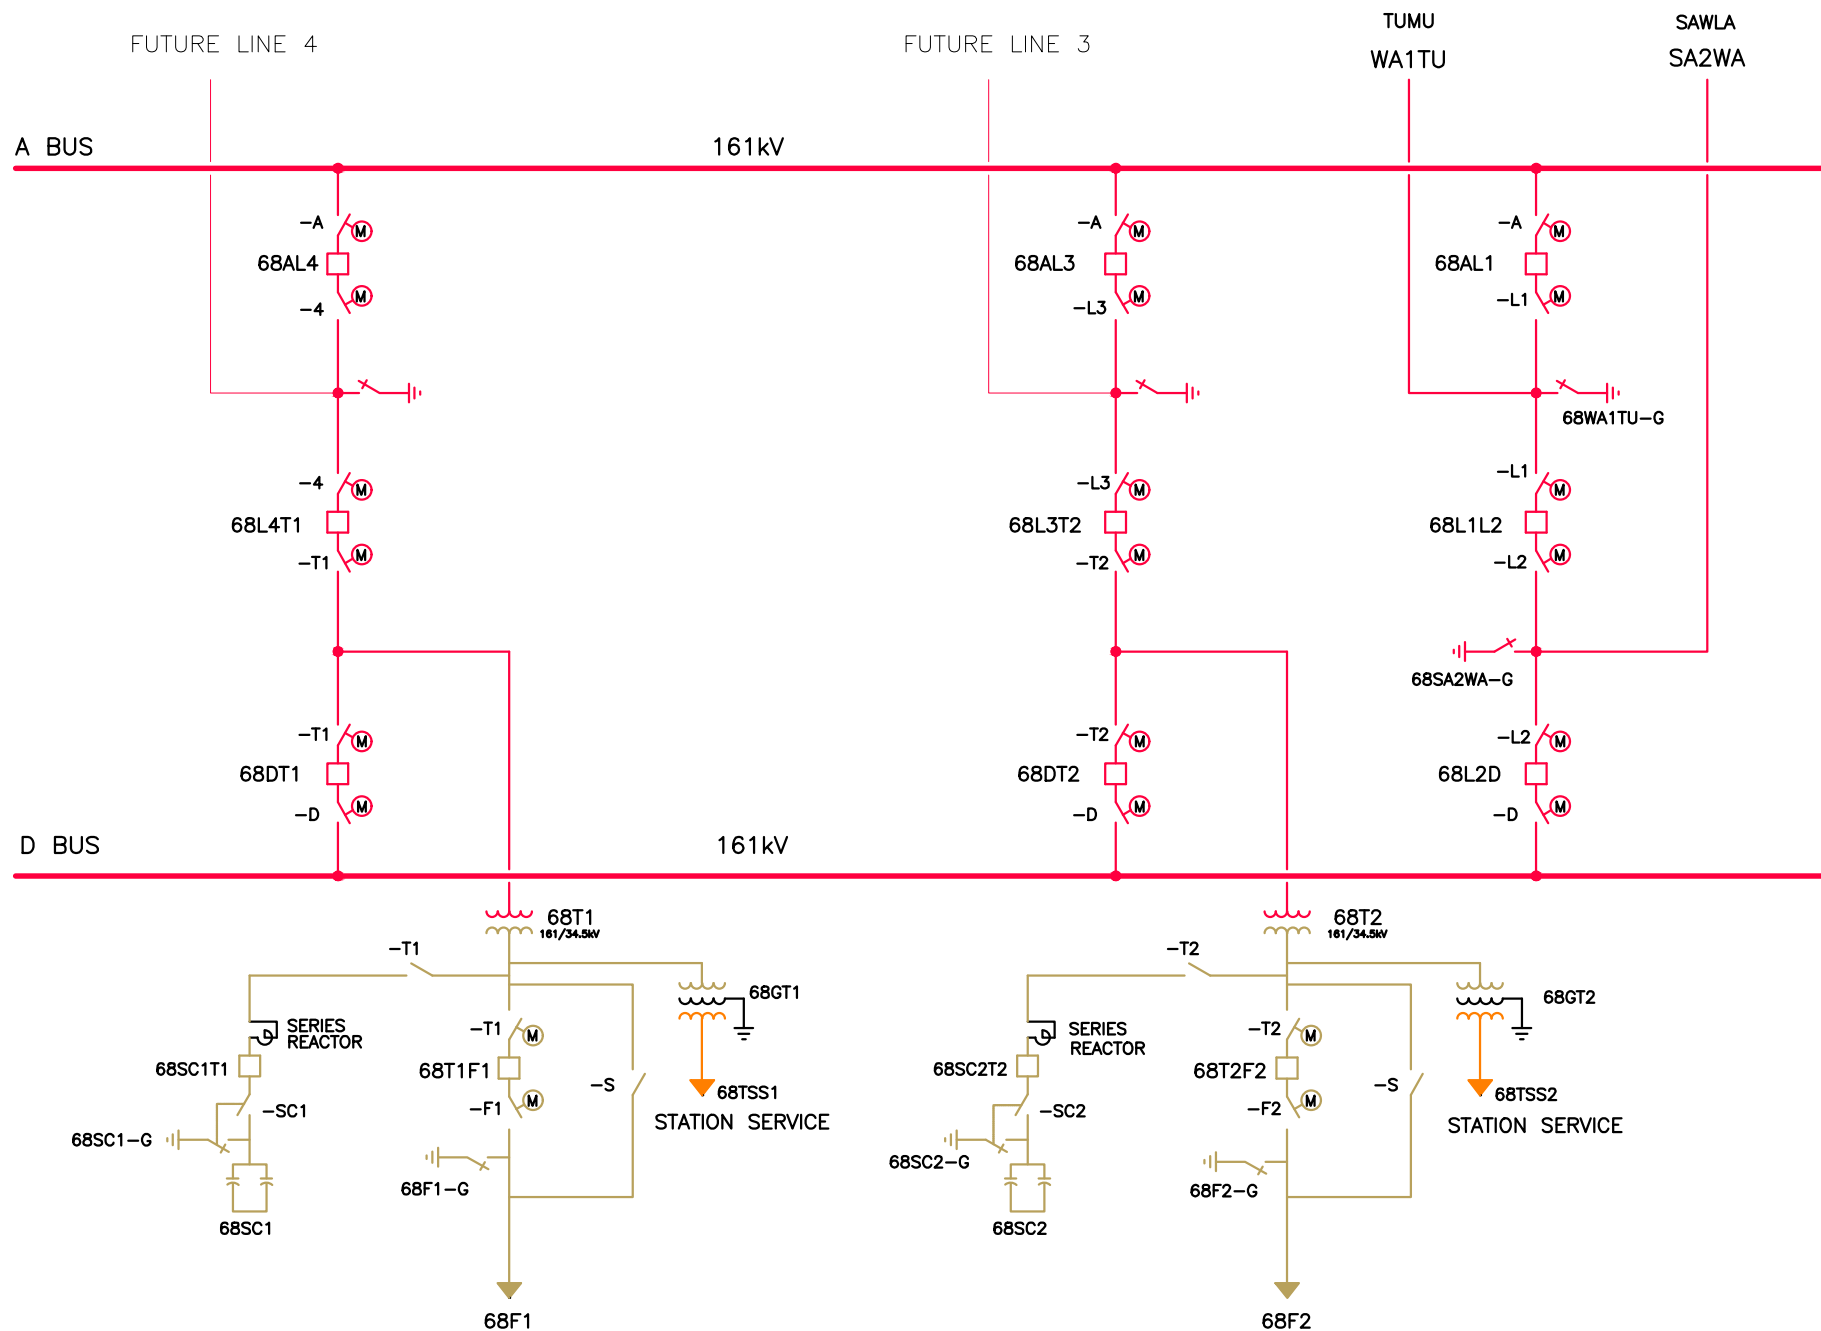 TUMU
SAWLA
FUTURE LINE 4
FUTURE LINE 3
WA1TU
SA2WA
A BUS
161kV
-A
M
-A
M
-A
M
68AL4
68AL3
68AL1
-4
M
-L3
M
-L1
M
68WA1TU-G
-4
M
-L3
M
-L1
M
68L4T1
68L3T2
68L1L2
-T1
M
-T2
M
-L2
M
68SA2WA-G
-T1
M
-T2
M
-L2
M
68DT1
68DT2
68L2D
-D
M
-D
M
-D
M
D BUS
161kV
68T1
161/34.5kV
68T2
161/34.5kV
-T1
-T2
68GT1
68GT2
SERIES
REACTOR
-T1
M
SERIES
REACTOR
-T2
M
68SC1T1
68T1F1
68SC2T2
68T2F2
-S
-S
68TSS1
68TSS2
-SC1
-F1
M
-SC2
-F2
M
STATION SERVICE
STATION SERVICE
68SC1-G
68SC2-G
68F1-G
68F2-G
68SC1
68SC2
68F1
68F2